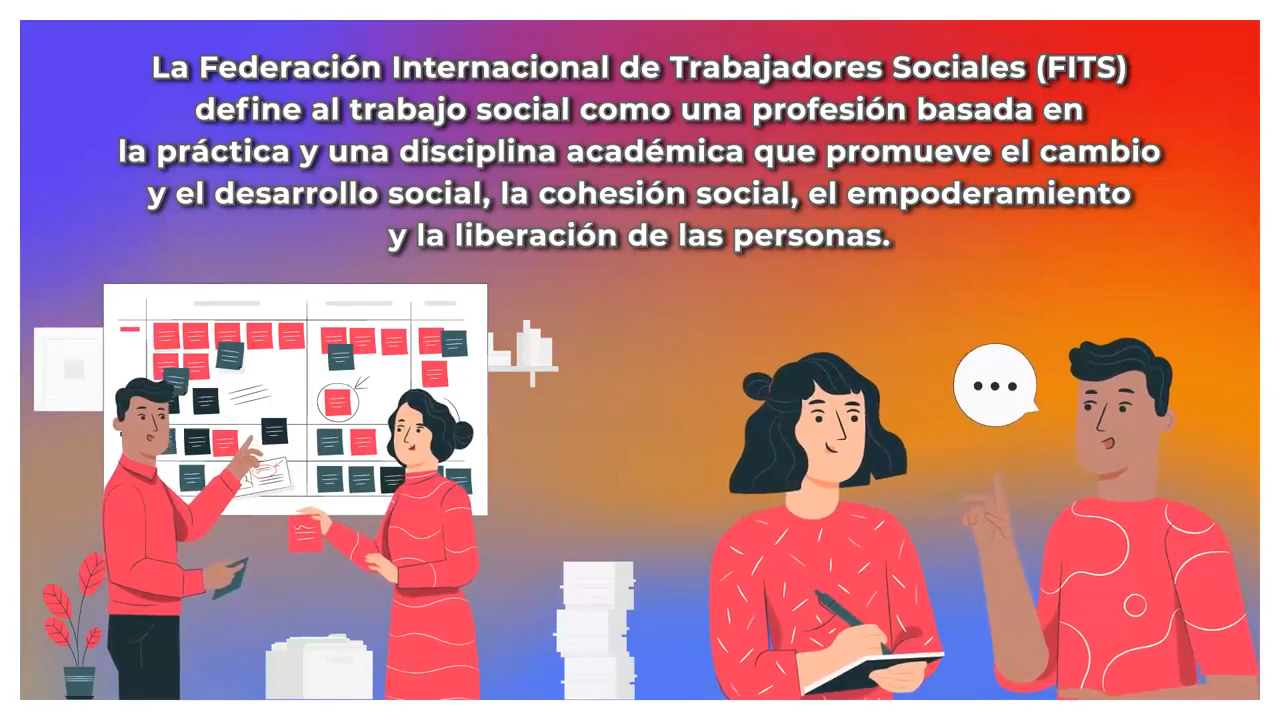 La Federación Internacional de Trabajadores Sociales (FITS)
define al trabajo social como una profesión basada en
la práctica y una disciplina académica que promueve el cambio
y el desarrollo social, la cohesión social, el empoderamiento
y la liberación de las personas.